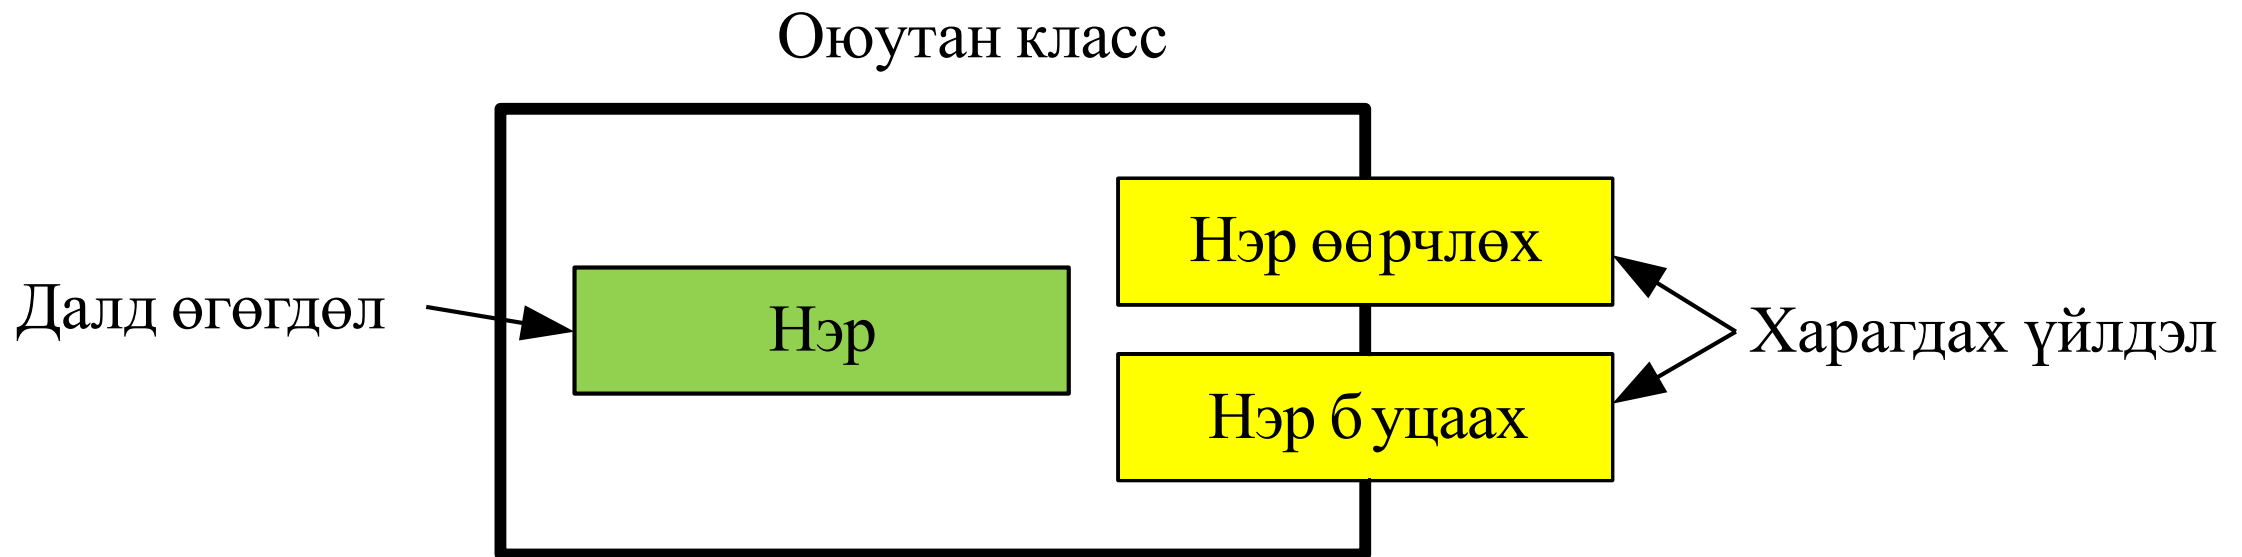 Оюутан класс
Нэр өөрчлөх
Далд өгөгдөл
Нэр
Харагдах үйлдэл
Нэр буцаах